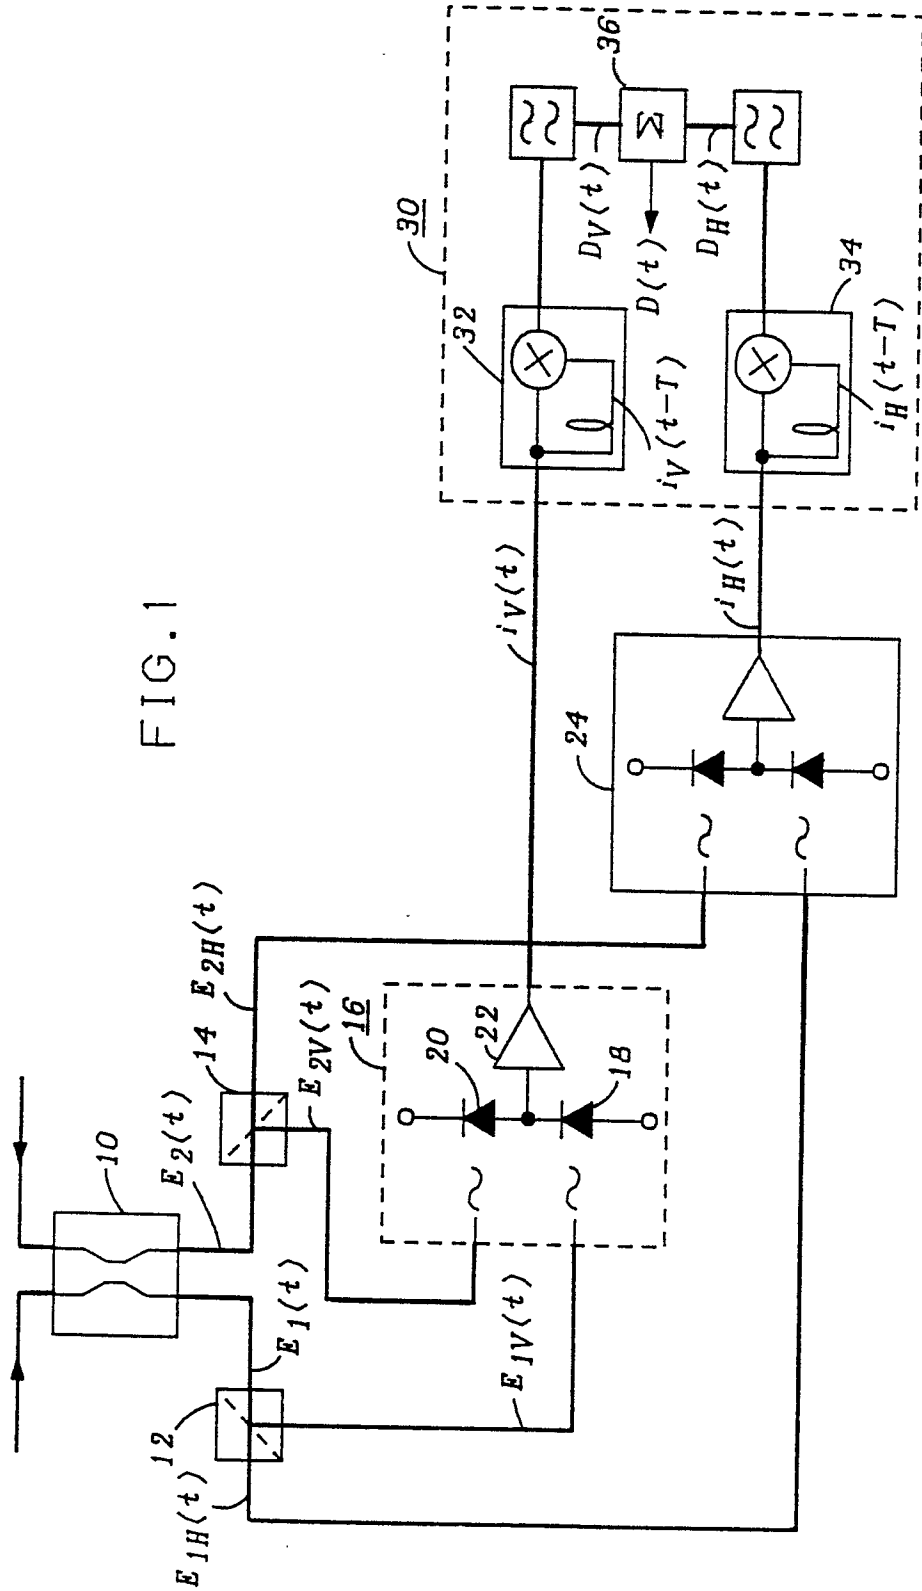 FIG.1
10
E2(t)
E1(t)
12
E1H(t)
14
E2H(t)
E2V(t)
E1V(t)
16
20
22
18
24
iV(t)
iH(t)
30
32
iV(t-T)
34
iH(t-T)
DV(t)
36
Σ
D(t)
DH(t)